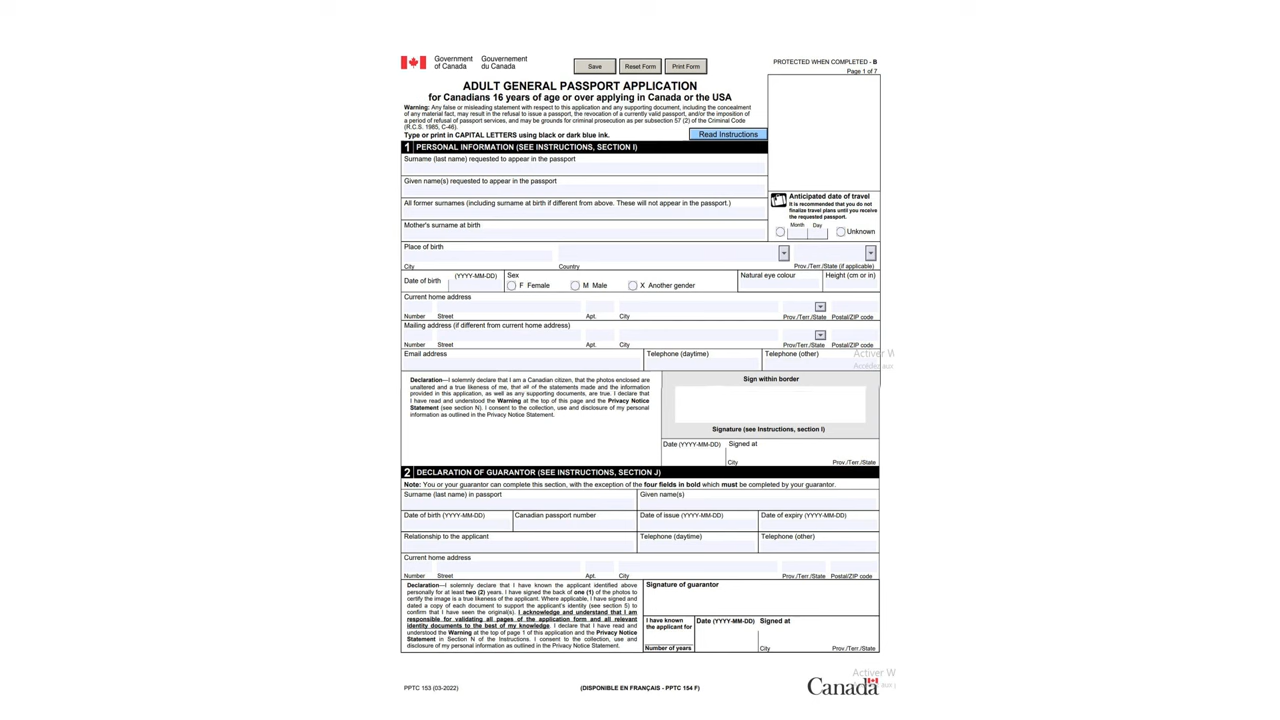 Government of Canada
Gouvernement du Canada
Save
Reset Form
Print Form
PROTECTED WHEN COMPLETED - B
Page 1 of 7
ADULT GENERAL PASSPORT APPLICATION
for Canadians 16 years of age or over applying in Canada or the USA
Warning: Any false or misleading statement with respect to this application and any supporting document, including the concealment
of any material fact, may result in the refusal to issue a passport, the revocation of a currently valid passport, and/or the imposition of
a period of refusal of passport services, and may be grounds for criminal prosecution as per subsection 57 (2) of the Criminal Code
(R.C.S. 1985, C-46).
Type or print in CAPITAL LETTERS using black or dark blue ink.
Read Instructions
1 PERSONAL INFORMATION (SEE INSTRUCTIONS, SECTION I)
Surname (last name) requested to appear in the passport
Given name(s) requested to appear in the passport
All former surnames (including surname at birth if different from above. These will not appear in the passport.)
Mother's surname at birth
Anticipated date of travel
It is recommended that you do not
finalize travel plans until you receive
the requested passport.
Month Day
Unknown
Place of birth
City Country Prov./Terr./State (if applicable)
Date of birth (YYYY-MM-DD)
Sex
F Female M Male X Another gender
Natural eye colour
Height (cm or in)
Current home address
Number Street Apt. City Prov./Terr./State Postal/ZIP code
Mailing address (if different from current home address)
Number Street Apt. City Prov/Terr./State Postal/ZIP code
Email address Telephone (daytime) Telephone (other)
Activer W
Accédez aux
Declaration—I solemnly declare that I am a Canadian citizen, that the photos enclosed are
unaltered and a true likeness of me, that all of the statements made and the information
provided in this application, as well as any supporting documents, are true. I declare that
I have read and understood the Warning at the top of this page and the Privacy Notice
Statement (see section N). I consent to the collection, use and disclosure of my personal
information as outlined in the Privacy Notice Statement.
Sign within border
Signature (see Instructions, section I)
Date (YYYY-MM-DD) Signed at
City Prov./Terr./State
2 DECLARATION OF GUARANTOR (SEE INSTRUCTIONS, SECTION J)
Note: You or your guarantor can complete this section, with the exception of the four fields in bold which must be completed by your guarantor.
Surname (last name) in passport Given name(s)
Date of birth (YYYY-MM-DD) Canadian passport number Date of issue (YYYY-MM-DD) Date of expiry (YYYY-MM-DD)
Relationship to the applicant Telephone (daytime) Telephone (other)
Current home address
Number Street Apt. City Prov./Terr./State Postal/ZIP code
Declaration—I solemnly declare that I have known the applicant identified above
personally for at least two (2) years. I have signed the back of one (1) of the photos to
certify the image is a true likeness of the applicant. Where applicable, I have signed and
dated a copy of each document to support the applicant's identity (see section 5) to
confirm that I have seen the original(s). I acknowledge and understand that I am
responsible for validating all pages of the application form and all relevant
identity documents to the best of my knowledge. I declare that I have read and
understood the Warning at the top of page 1 of this application and the Privacy Notice
Statement in Section N of the Instructions. I consent to the collection, use and
disclosure of my personal information as outlined in the Privacy Notice Statement.
Signature of guarantor
I have known
the applicant for
Number of years
Date (YYYY-MM-DD) Signed at
City Prov./Terr./State
Activer W
PPTC 153 (03-2022)
(DISPONIBLE EN FRANÇAIS - PPTC 154 F)
Canada